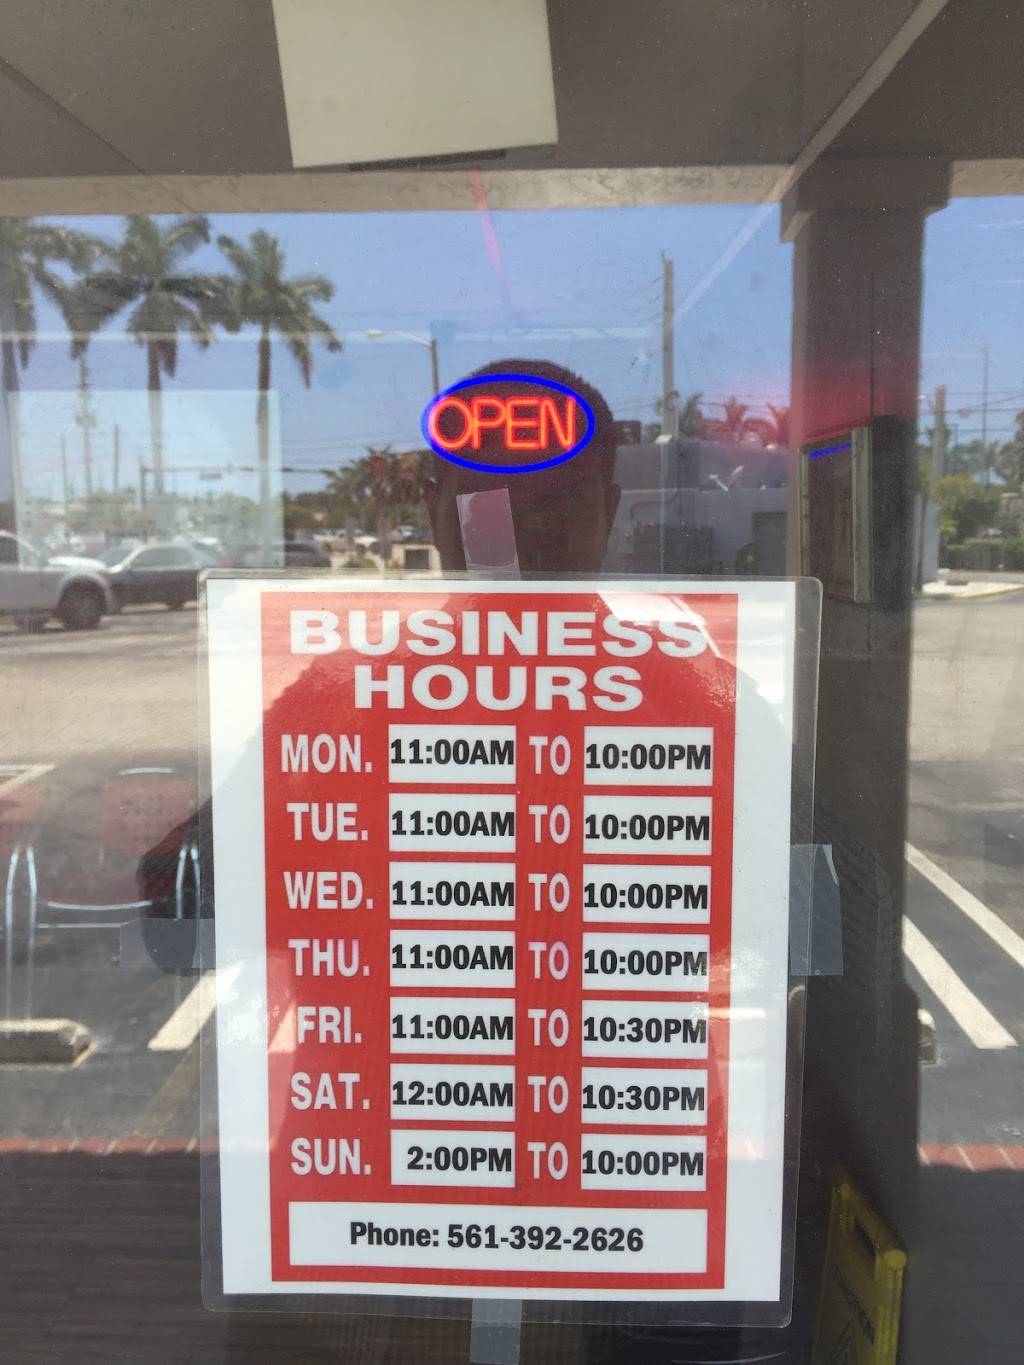 OPEN
BUSINESS
HOURS
MON. 11:00AM TO 10:00PM
TUE. 11:00AM TO 10:00PM
WED. 11:00AM TO 10:00PM
THU. 11:00AM TO 10:00PM
FRI. 11:00AM TO 10:30PM
SAT. 12:00AM TO 10:30PM
SUN. 2:00PM TO 10:00PM
Phone: 561-392-2626